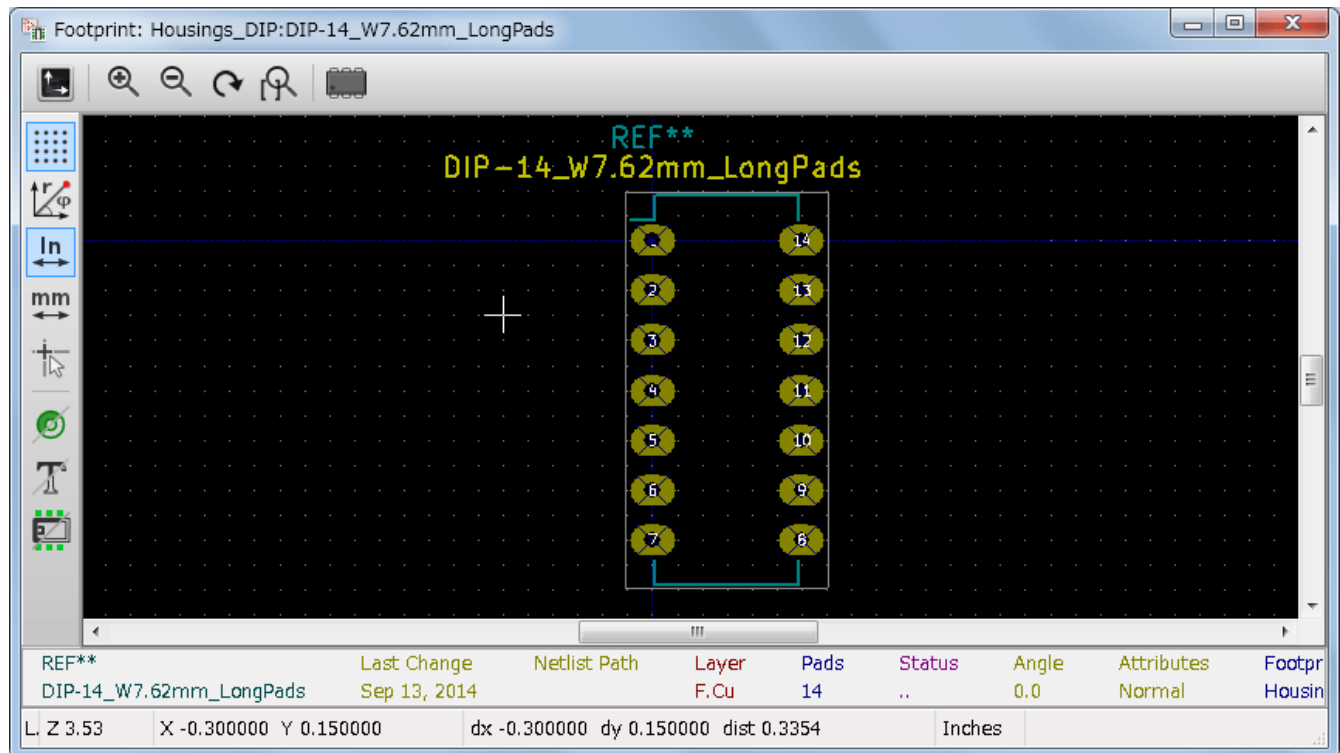 Footprint: Housings_DIP:DIP-14_W7.62mm_LongPads
r φ
In
mm
REF**
DIP-14_W7.62mm_LongPads
1 14
2 13
3 12
4 11
5 10
6 9
7 8
REF** Last Change Netlist Path Layer Pads Status Angle Attributes Footpr
DIP-14_W7.62mm_LongPads Sep 13, 2014 F.Cu 14 .. 0.0 Normal Housin
L. Z 3.53 X -0.300000 Y 0.150000 dx -0.300000 dy 0.150000 dist 0.3354 Inches